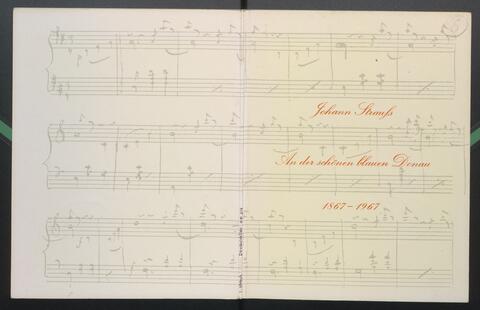 Johann Strauß
An der schönen blauen Donau
1867–1967